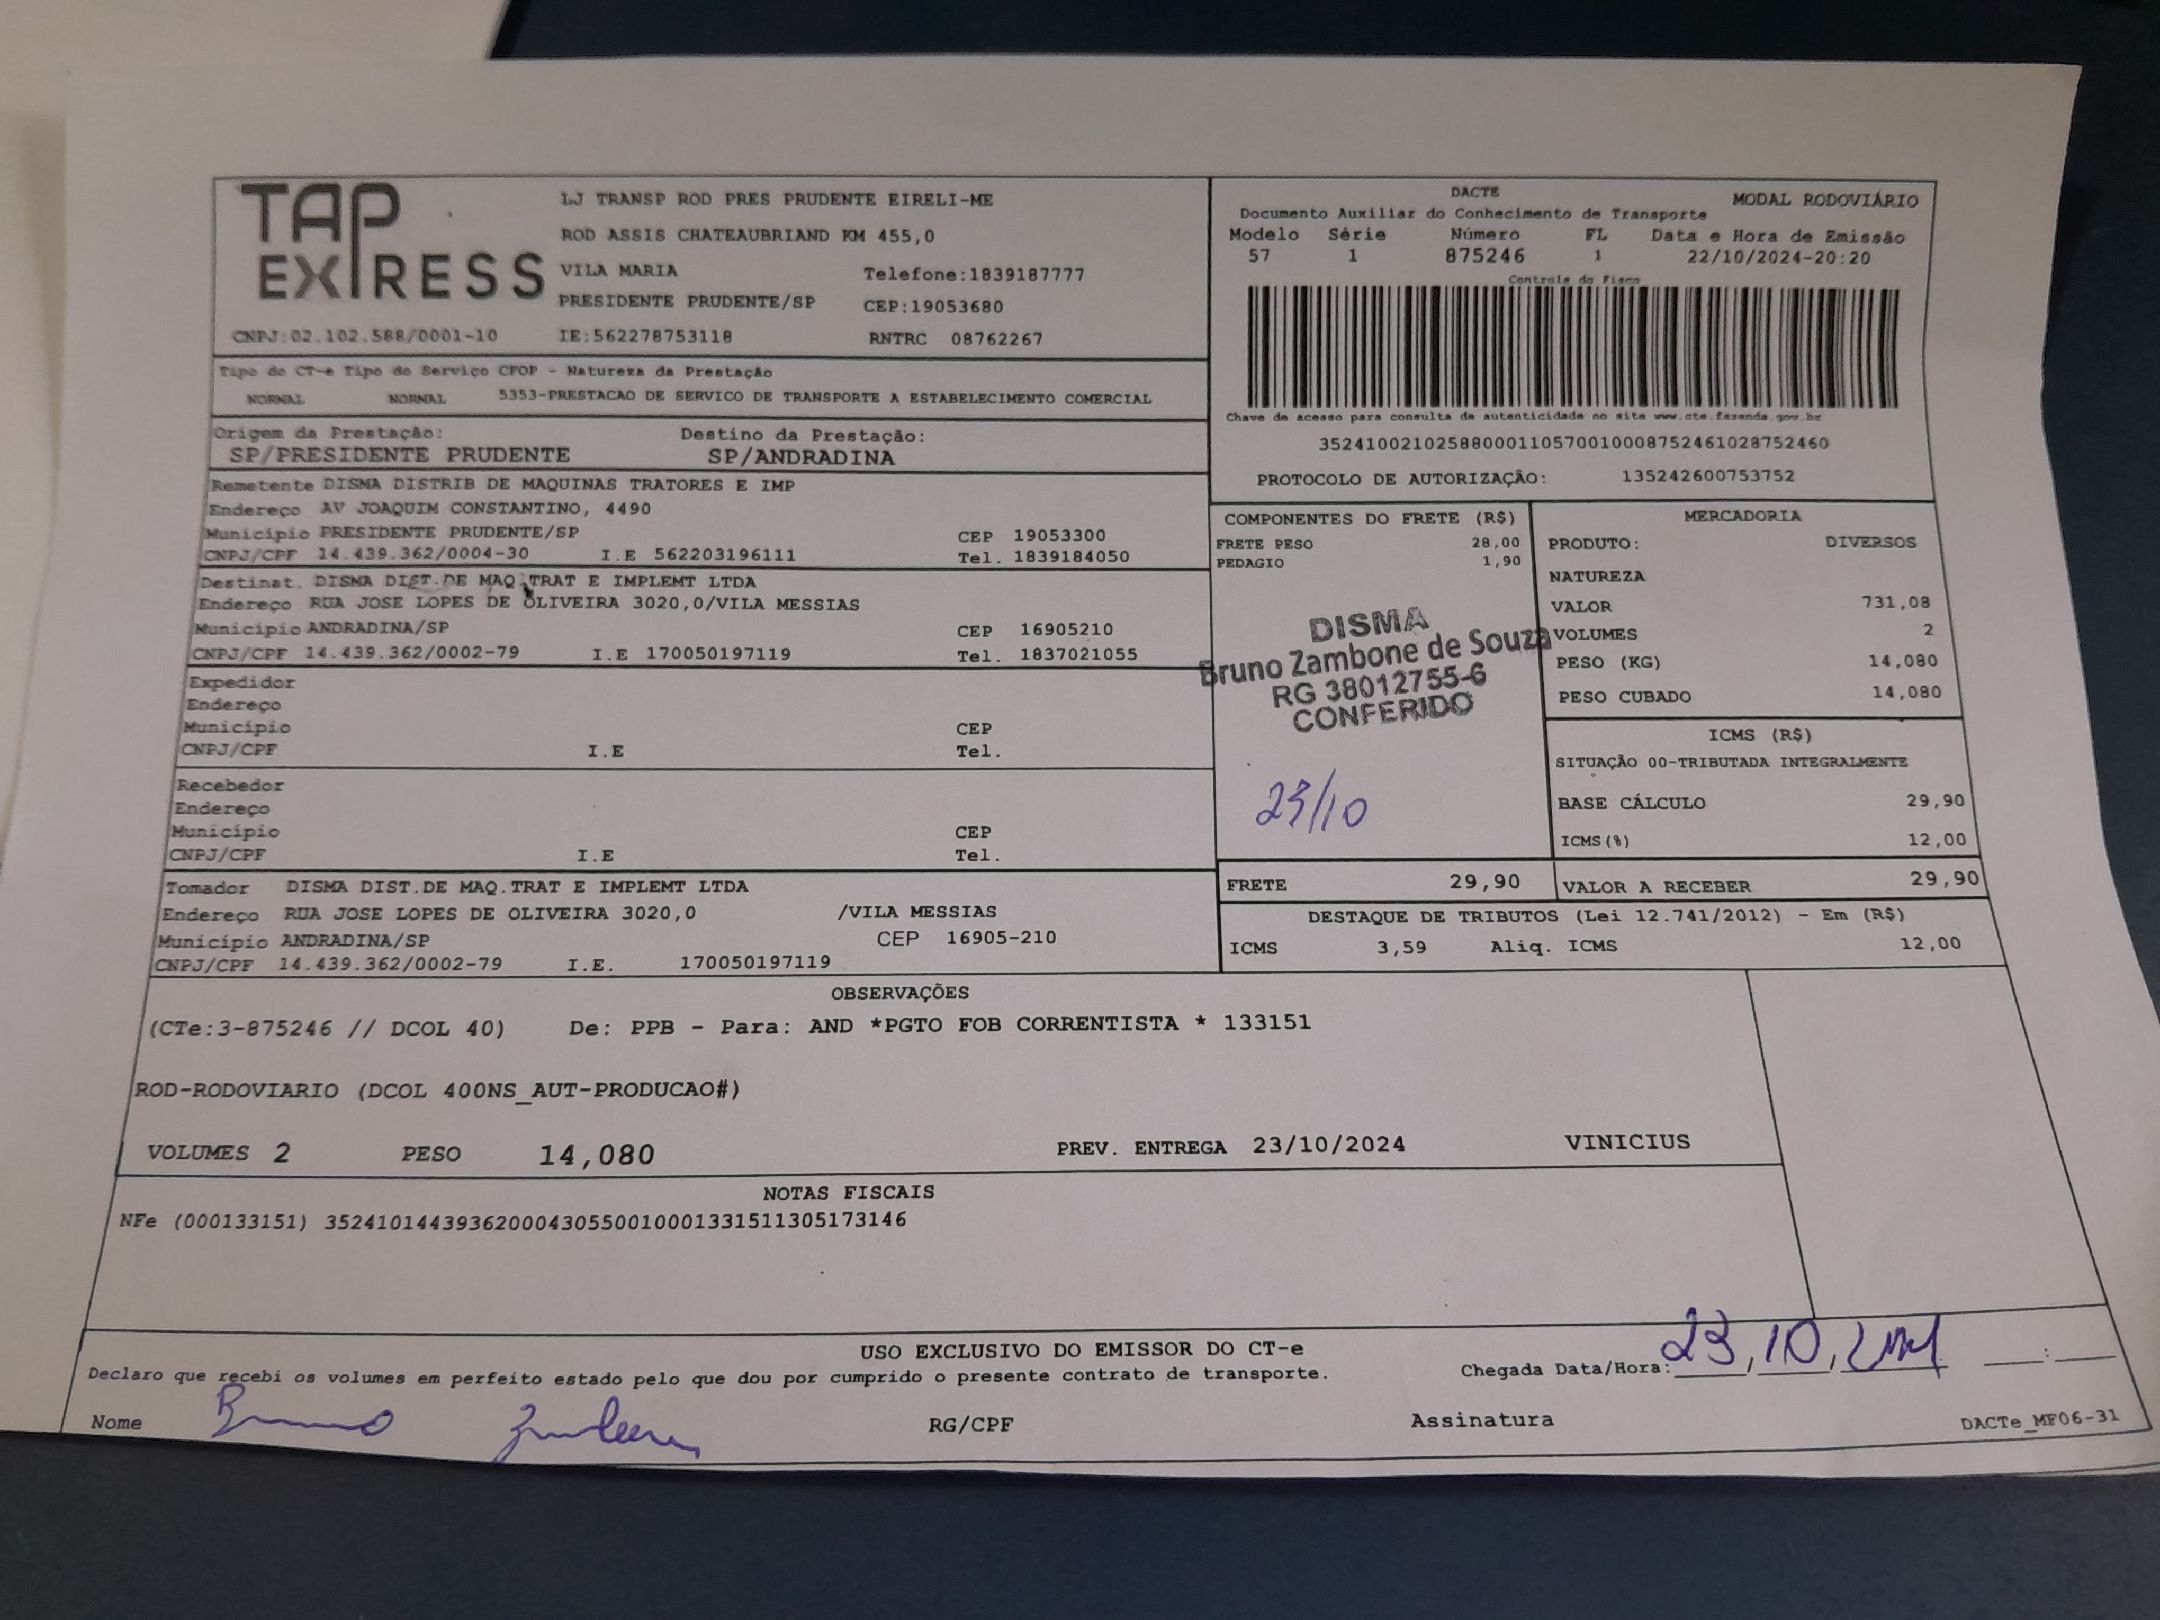 TAP EXPRESS
LJ TRANSP ROD PRES PRUDENTE EIRELI-ME
ROD ASSIS CHATEAUBRIAND KM 455,0
VILA MARIA Telefone:1839187777
PRESIDENTE PRUDENTE/SP CEP:19053680
CNPJ:02.102.588/0001-10 IE:562278753118 RNTRC 08762267
DACTE MODAL RODOVIÁRIO
Documento Auxiliar do Conhecimento de Transporte
Modelo Série Número FL Data e Hora de Emissão
57 1 875246 1 22/10/2024-20:20
Controle do Fisco
Chave de acesso para consulta de autenticidade no site www.cte.fazenda.gov.br
35241002102588000110570010008752461028752460
PROTOCOLO DE AUTORIZAÇÃO: 135242600753752
Tipo do CT-e Tipo do Serviço CFOP - Natureza da Prestação
NORMAL NORMAL 5353-PRESTACAO DE SERVICO DE TRANSPORTE A ESTABELECIMENTO COMERCIAL
Origem da Prestação: Destino da Prestação:
SP/PRESIDENTE PRUDENTE SP/ANDRADINA
Remetente DISMA DISTRIB DE MAQUINAS TRATORES E IMP
Endereço AV JOAQUIM CONSTANTINO, 4490
Município PRESIDENTE PRUDENTE/SP CEP 19053300
CNPJ/CPF 14.439.362/0004-30 I.E 562203196111 Tel. 1839184050
Destinat. DISMA DIST.DE MAQ.TRAT E IMPLEMT LTDA
Endereço RUA JOSE LOPES DE OLIVEIRA 3020,0/VILA MESSIAS
Município ANDRADINA/SP CEP 16905210
CNPJ/CPF 14.439.362/0002-79 I.E 170050197119 Tel. 1837021055
Expedidor
Endereço
Município CEP
CNPJ/CPF I.E Tel.
Recebedor
Endereço
Município CEP
CNPJ/CPF I.E Tel.
Tomador DISMA DIST.DE MAQ.TRAT E IMPLEMT LTDA
Endereço RUA JOSE LOPES DE OLIVEIRA 3020,0 /VILA MESSIAS
Município ANDRADINA/SP CEP 16905-210
CNPJ/CPF 14.439.362/0002-79 I.E. 170050197119
COMPONENTES DO FRETE (R$)
FRETE PESO 28,00
PEDAGIO 1,90
DISMA
Bruno Zambone de Souza
RG 38012755-6
CONFERIDO
23/10
MERCADORIA
PRODUTO: DIVERSOS
NATUREZA
VALOR 731,08
VOLUMES 2
PESO (KG) 14,080
PESO CUBADO 14,080
ICMS (R$)
SITUAÇÃO 00-TRIBUTADA INTEGRALMENTE
BASE CÁLCULO 29,90
ICMS(%) 12,00
FRETE 29,90 VALOR A RECEBER 29,90
DESTAQUE DE TRIBUTOS (Lei 12.741/2012) - Em (R$)
ICMS 3,59 Aliq. ICMS 12,00
OBSERVAÇÕES
(CTe:3-875246 // DCOL 40) De: PPB - Para: AND *PGTO FOB CORRENTISTA * 133151
ROD-RODOVIARIO (DCOL 400NS_AUT-PRODUCAO#)
VOLUMES 2 PESO 14,080 PREV. ENTREGA 23/10/2024 VINICIUS
NOTAS FISCAIS
NFe (000133151) 35241014439362000430550010001331511305173146
USO EXCLUSIVO DO EMISSOR DO CT-e
Declaro que recebi os volumes em perfeito estado pelo que dou por cumprido o presente contrato de transporte.
Chegada Data/Hora: 23, 10,
Nome Bruno RG/CPF Assinatura DACTe_MF06-31